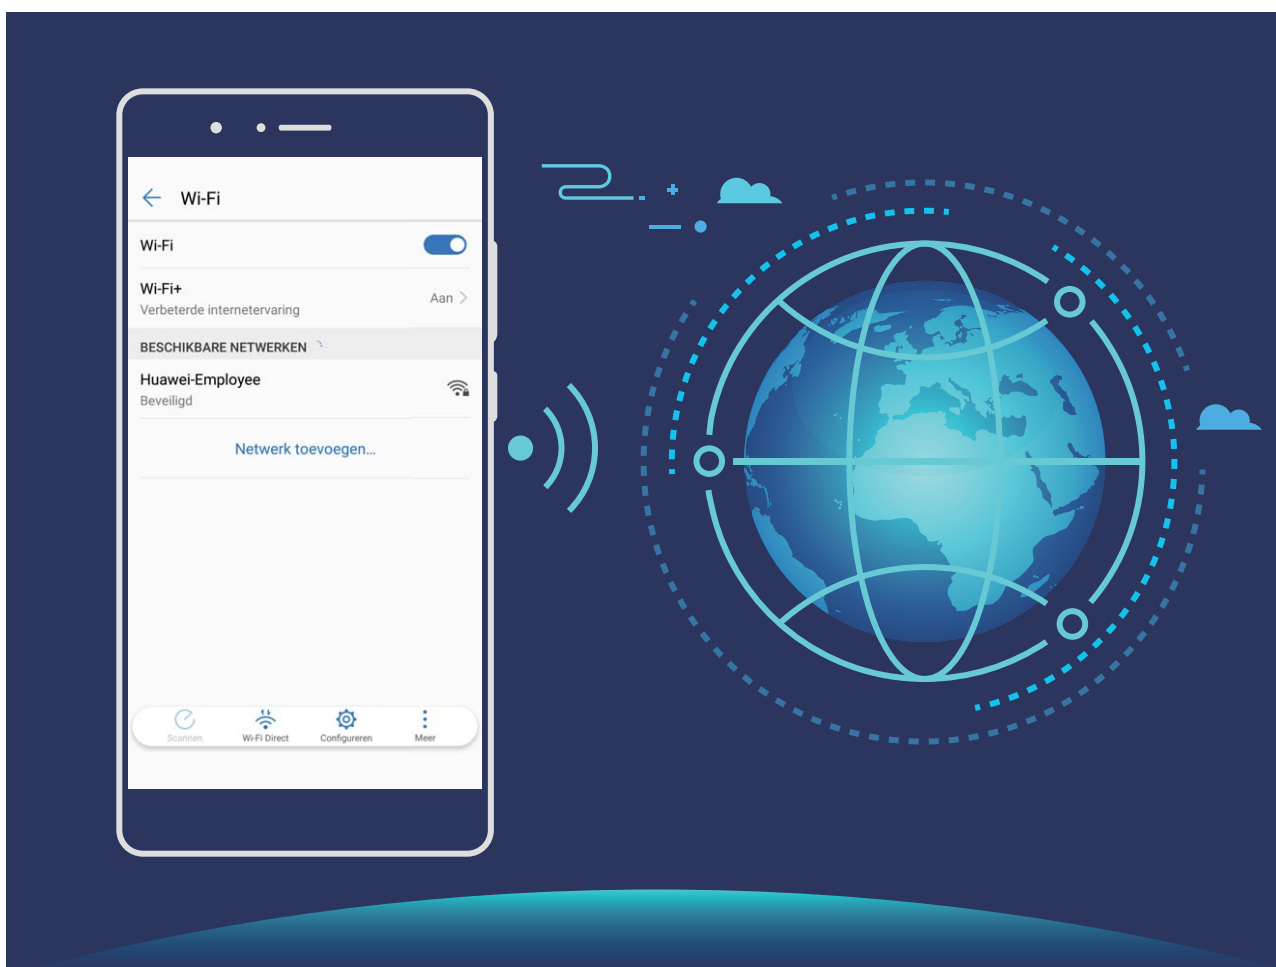 Wi-Fi
Wi-Fi
Wi-Fi+
Verbeterde internetervaring
Aan
BESCHIKBARE NETWERKEN
Huawei-Employee
Beveiligd
Netwerk toevoegen...
Scannen
Wi-Fi Direct
Configureren
Meer